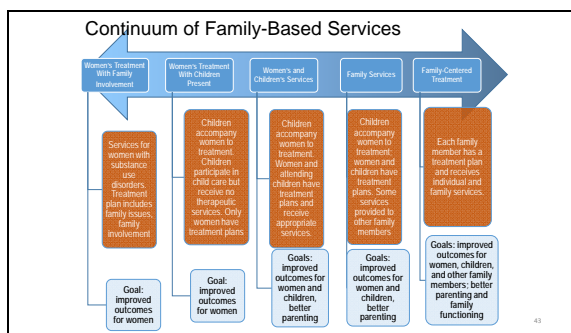 Continuum of Family-Based Services
Women's Treatment
With Family
Involvement
Women's Treatment
With Children
Present
Women's and
Children's Services
Family Services
Family-Centered
Treatment
Services for
women with
substance
use
disorders.
Treatment
plan includes
family issues,
family
involvement
Children
accompany
women to
treatment.
Children
participate in
child care but
receive no
therapeutic
services. Only
women have
treatment plans
Children
accompany
women to
treatment.
Women and
attending
children have
treatment
plans and
receive
appropriate
services.
Children
accompany
women to
treatment;
women and
children have
treatment
plans. Some
services
provided to
other family
members
Each family
member has a
treatment plan
and receives
individual and
family services.
Goal:
improved
outcomes
for women
Goal:
improved
outcomes
for women
Goals:
improved
outcomes for
women and
children,
better
parenting
Goals:
improved
outcomes for
women and
children,
better
parenting
Goals: improved
outcomes for
women, children,
and other family
members; better
parenting and
family
functioning
43